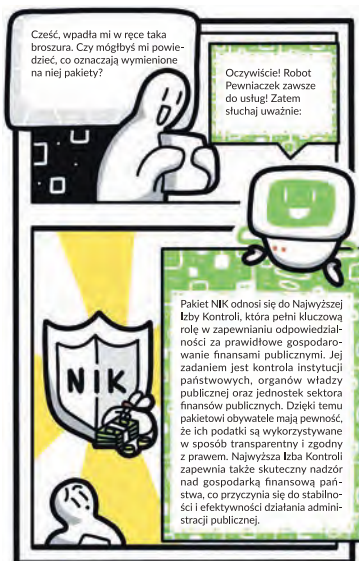 Cześć, wpadła mi w ręce taka
broszura. Czy mógłbyś mi powie-
dzieć, co oznaczają wymienione
na niej pakiety?
Oczywiście! Robot
Pewniaczek zawsze
do usług! Zatem
słuchaj uważnie:
NIK
Pakiet NIK odnosi się do Najwyższej
Izby Kontroli, która pełni kluczową
rolę w zapewnianiu odpowiedzial-
ności za prawidłowe gospodaro-
wanie finansami publicznymi. Jej
zadaniem jest kontrola instytucji
państwowych, organów władzy
publicznej oraz jednostek sektora
finansów publicznych. Dzięki temu
pakietowi obywatele mają pewność,
że ich podatki są wykorzystywane
w sposób transparentny i zgodny
z prawem. Najwyższa Izba Kontroli
zapewnia także skuteczny nadzór
nad gospodarką finansową pań-
stwa, co przyczynia się do stabilno-
ści i efektywności działania admini-
stracji publicznej.